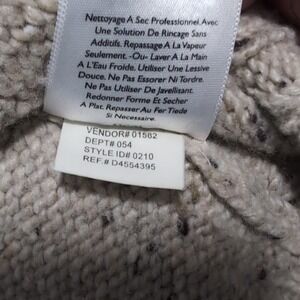 Nettoyage A Sec Professionnel Avec
Une Solution De Rincage Sans
Additifs. Repassage A La Vapeur
Seulement. -Ou- Laver A La Main
A L'Eau Froide. Utiliser Une Lessive
Douce. Ne Pas Essorer Ni Tordre.
Ne Pas Utiliser De Javellisant.
Redonner Forme Et Secher
A Plat. Repasser Au Fer Tiede
Si Necessaire.
VENDOR# 01582
DEPT# 054
STYLE ID# 0210
REF.# D4554395